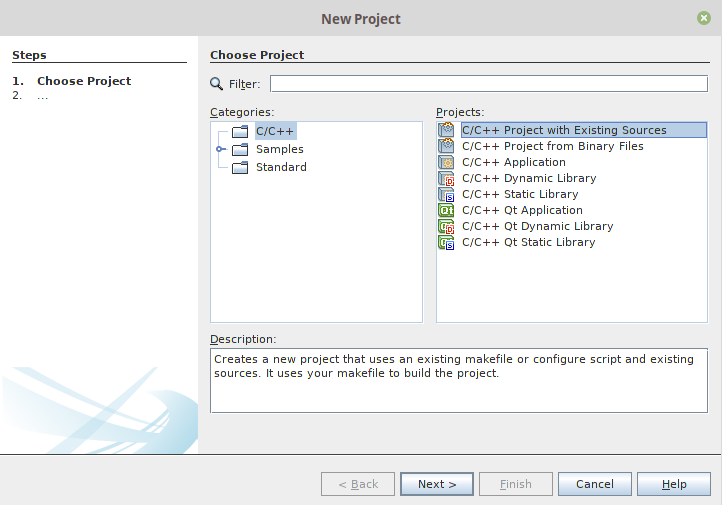 New Project
Steps
1. Choose Project
2. ...
Choose Project
Filter:
Categories:
C/C++
Samples
Standard
Projects:
C/C++ Project with Existing Sources
C/C++ Project from Binary Files
C/C++ Application
C/C++ Dynamic Library
C/C++ Static Library
C/C++ Qt Application
C/C++ Qt Dynamic Library
C/C++ Qt Static Library
Description:
Creates a new project that uses an existing makefile or configure script and existing
sources. It uses your makefile to build the project.
< Back
Next >
Finish
Cancel
Help